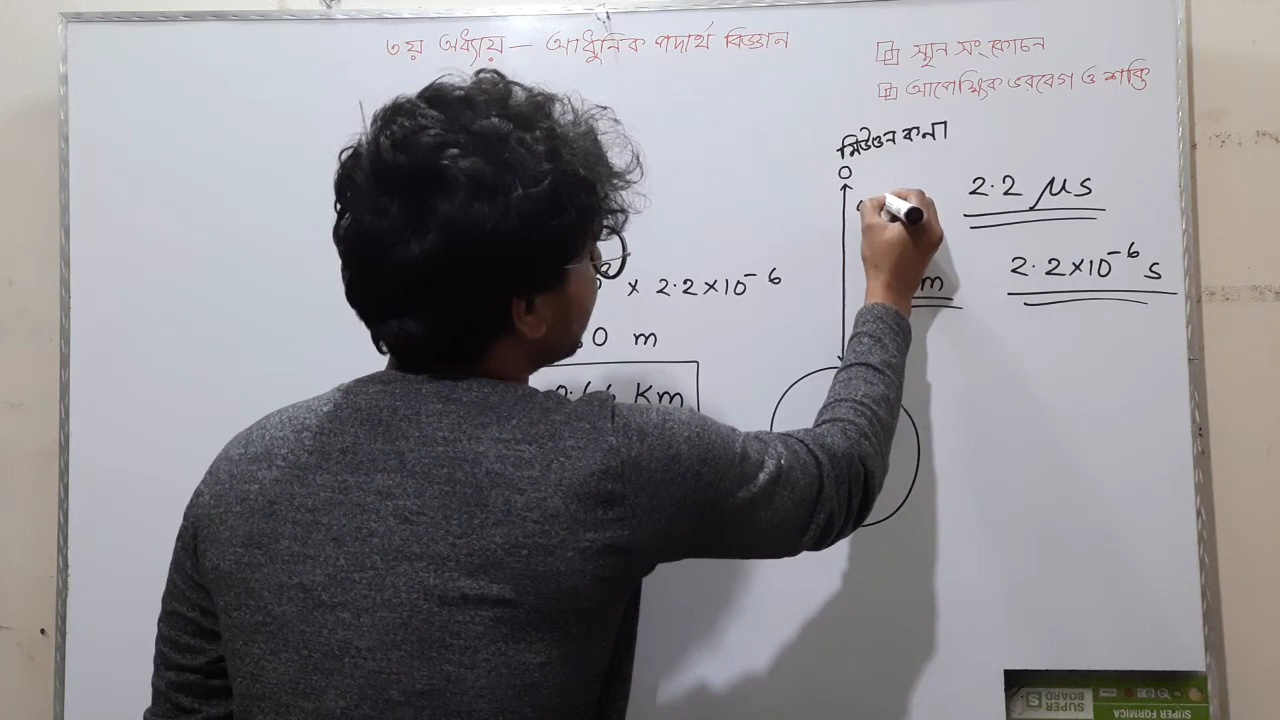 ৩য় অধ্যায় – আধুনিক পদার্থ বিজ্ঞান
স্থান সংকোচন
আপেক্ষিক ভরবেগ ও শক্তি
মিউওন কনা
2.2 μs
2.2×10⁻⁶ s
m
× 2.2×10⁻⁶
0 m
Km
SUPER BOARD
SUPER FORMICA